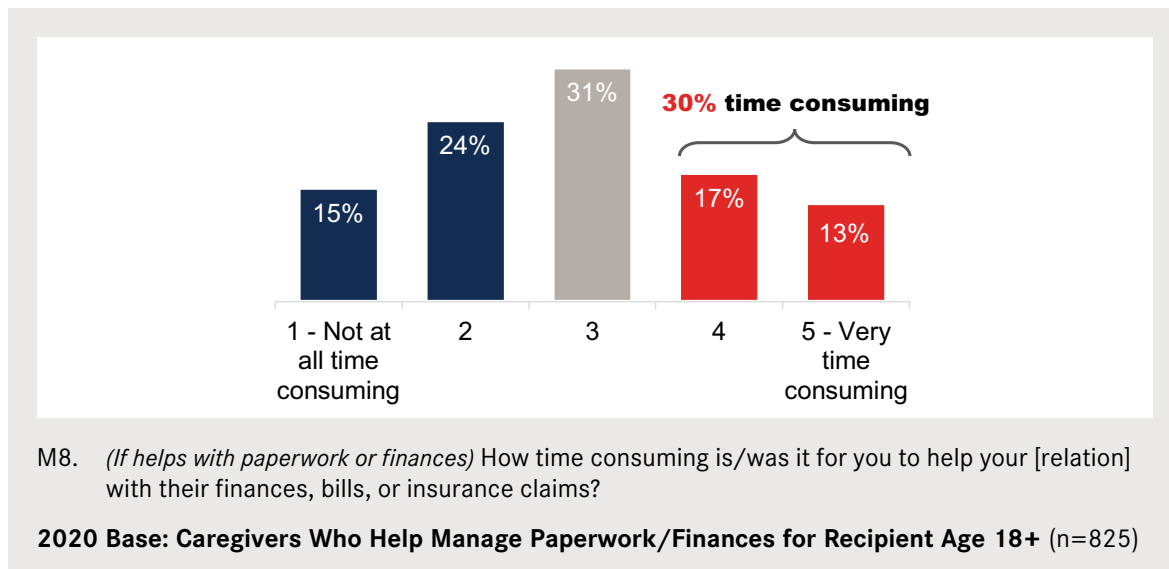 31%
30% time consuming
24%
17%
15%
13%
1 - Not at
all time
consuming
2
3
4
5 - Very
time
consuming
M8. (If helps with paperwork or finances) How time consuming is/was it for you to help your [relation]
with their finances, bills, or insurance claims?
2020 Base: Caregivers Who Help Manage Paperwork/Finances for Recipient Age 18+ (n=825)